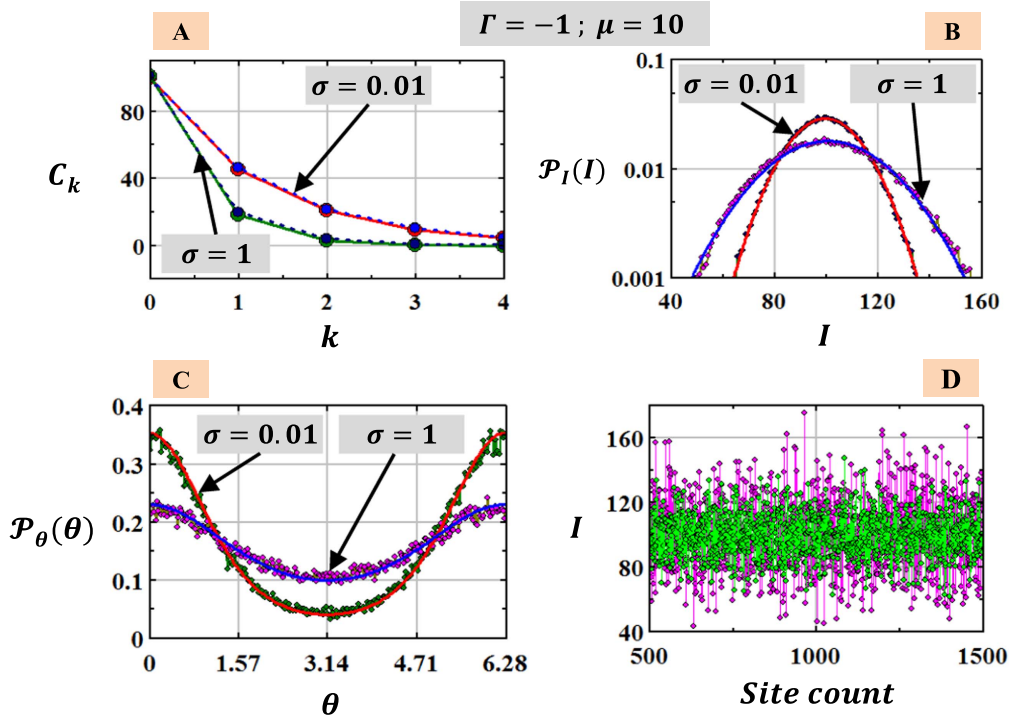 Γ = −1 ; μ = 10
A
80
40
0
C_k
σ = 0.01
σ = 1
0 1 2 3 4
k
B
0.1
0.01
0.001
𝒫_I(I)
σ = 0.01
σ = 1
40 80 120 160
I
C
0.4
0.3
0.2
0.1
0
𝒫_θ(θ)
σ = 0.01
σ = 1
0 1.57 3.14 4.71 6.28
θ
D
160
120
80
40
I
500 1000 1500
Site count